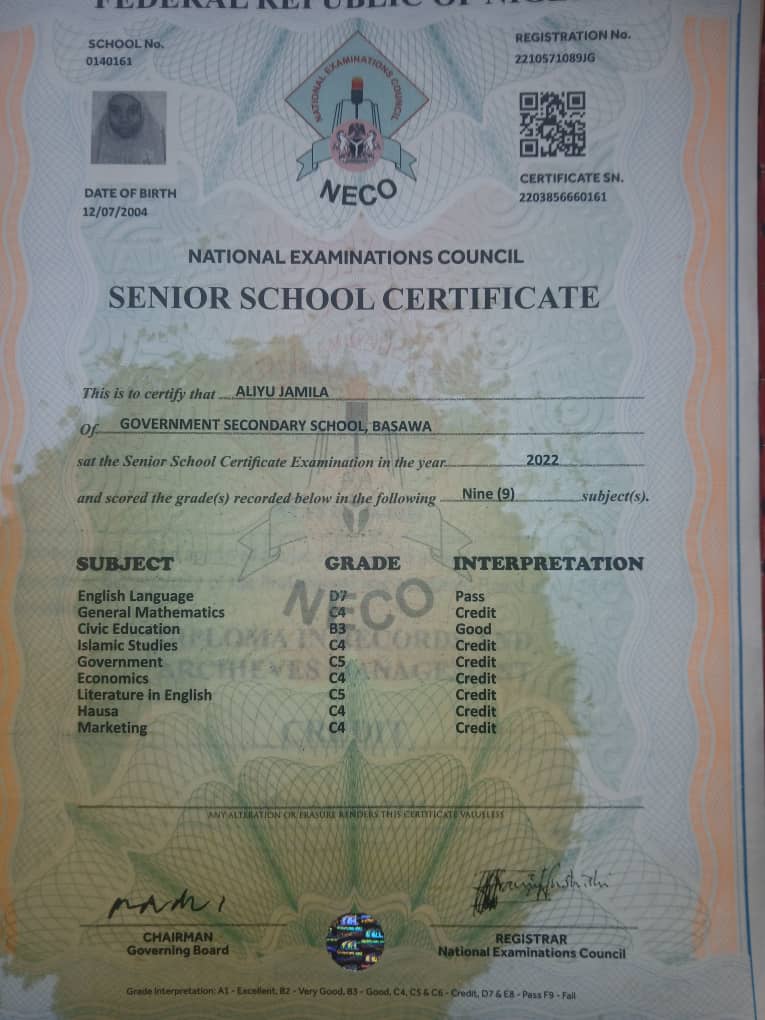 FEDERAL REPUBLIC OF
SCHOOL No.
0140161
REGISTRATION No.
2210571089JG
NATIONAL EXAMINATIONS COUNCIL
NECO
DATE OF BIRTH
12/07/2004
CERTIFICATE SN.
2203856660161
NATIONAL EXAMINATIONS COUNCIL
SENIOR SCHOOL CERTIFICATE
This is to certify that ALIYU JAMILA
Of GOVERNMENT SECONDARY SCHOOL, BASAWA
sat the Senior School Certificate Examination in the year 2022
and scored the grade(s) recorded below in the following Nine (9) subject(s).
SUBJECT GRADE INTERPRETATION
English Language D7 Pass
General Mathematics C4 Credit
Civic Education B3 Good
Islamic Studies C4 Credit
Government C5 Credit
Economics C4 Credit
Literature in English C5 Credit
Hausa C4 Credit
Marketing C4 Credit
NECO
ANY ALTERATION OR ERASURE RENDERS THIS CERTIFICATE VALUELESS
CHAIRMAN
Governing Board
REGISTRAR
National Examinations Council
Grade Interpretation: A1 - Excellent, B2 - Very Good, B3 - Good, C4, C5 & C6 - Credit, D7 & E8 - Pass F9 - Fail